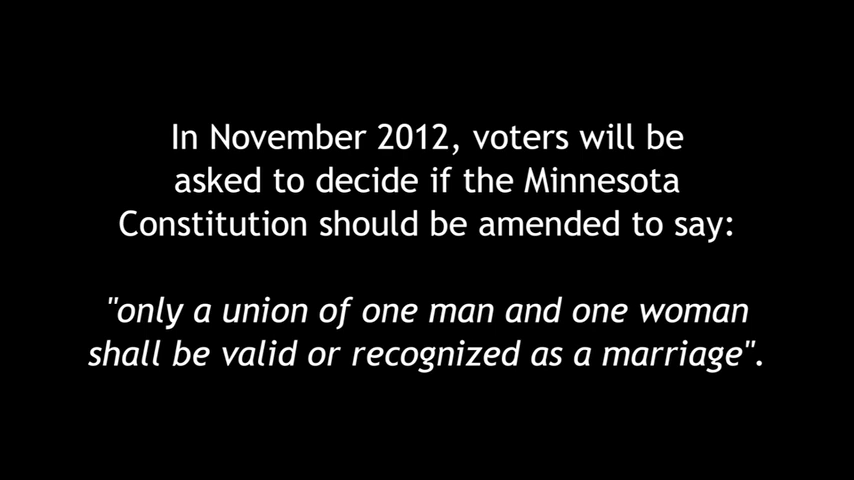 In November 2012, voters will be
asked to decide if the Minnesota
Constitution should be amended to say:
"only a union of one man and one woman
shall be valid or recognized as a marriage".